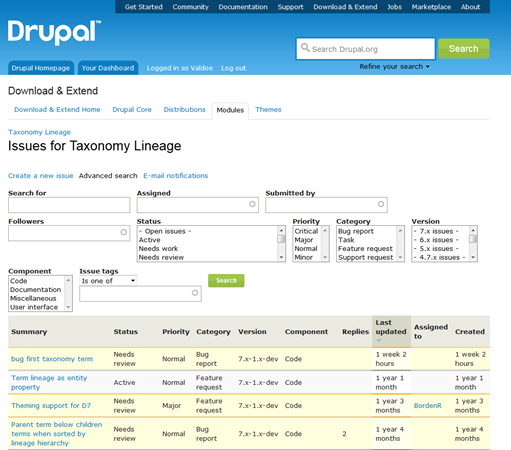 Get Started Community Documentation Support Download & Extend Jobs Marketplace About
Drupal™
Search Drupal.org Search
Refine your search
Drupal Homepage Your Dashboard Logged in as Valdoe Log out
Download & Extend
Download & Extend Home Drupal Core Distributions Modules Themes
Taxonomy Lineage
Issues for Taxonomy Lineage
Create a new issue Advanced search E-mail notifications
Search for Assigned Submitted by
Followers Status Priority Category Version
- Open issues - Critical Bug report - 7.x issues -
Active Major Task - 6.x issues -
Needs work Normal Feature request - 5.x issues -
Needs review Minor Support request - 4.7.x issues -
Component Issue tags
Code Is one of Search
Documentation
Miscellaneous
User interface
Summary Status Priority Category Version Component Replies Last updated Assigned to Created
bug first taxonomy term Needs review Normal Bug report 7.x-1.x-dev Code 1 week 2 hours 1 week 2 hours
Term lineage as entity property Active Normal Feature request 7.x-1.x-dev Code 1 year 1 month 1 year 1 month
Theming support for D7 Needs review Major Feature request 7.x-1.x-dev Code 1 year 3 months BordenR 1 year 3 months
Parent term below children terms when sorted by lineage hierarchy Needs review Normal Bug report 7.x-1.x-dev Code 2 1 year 4 months 1 year 4 months